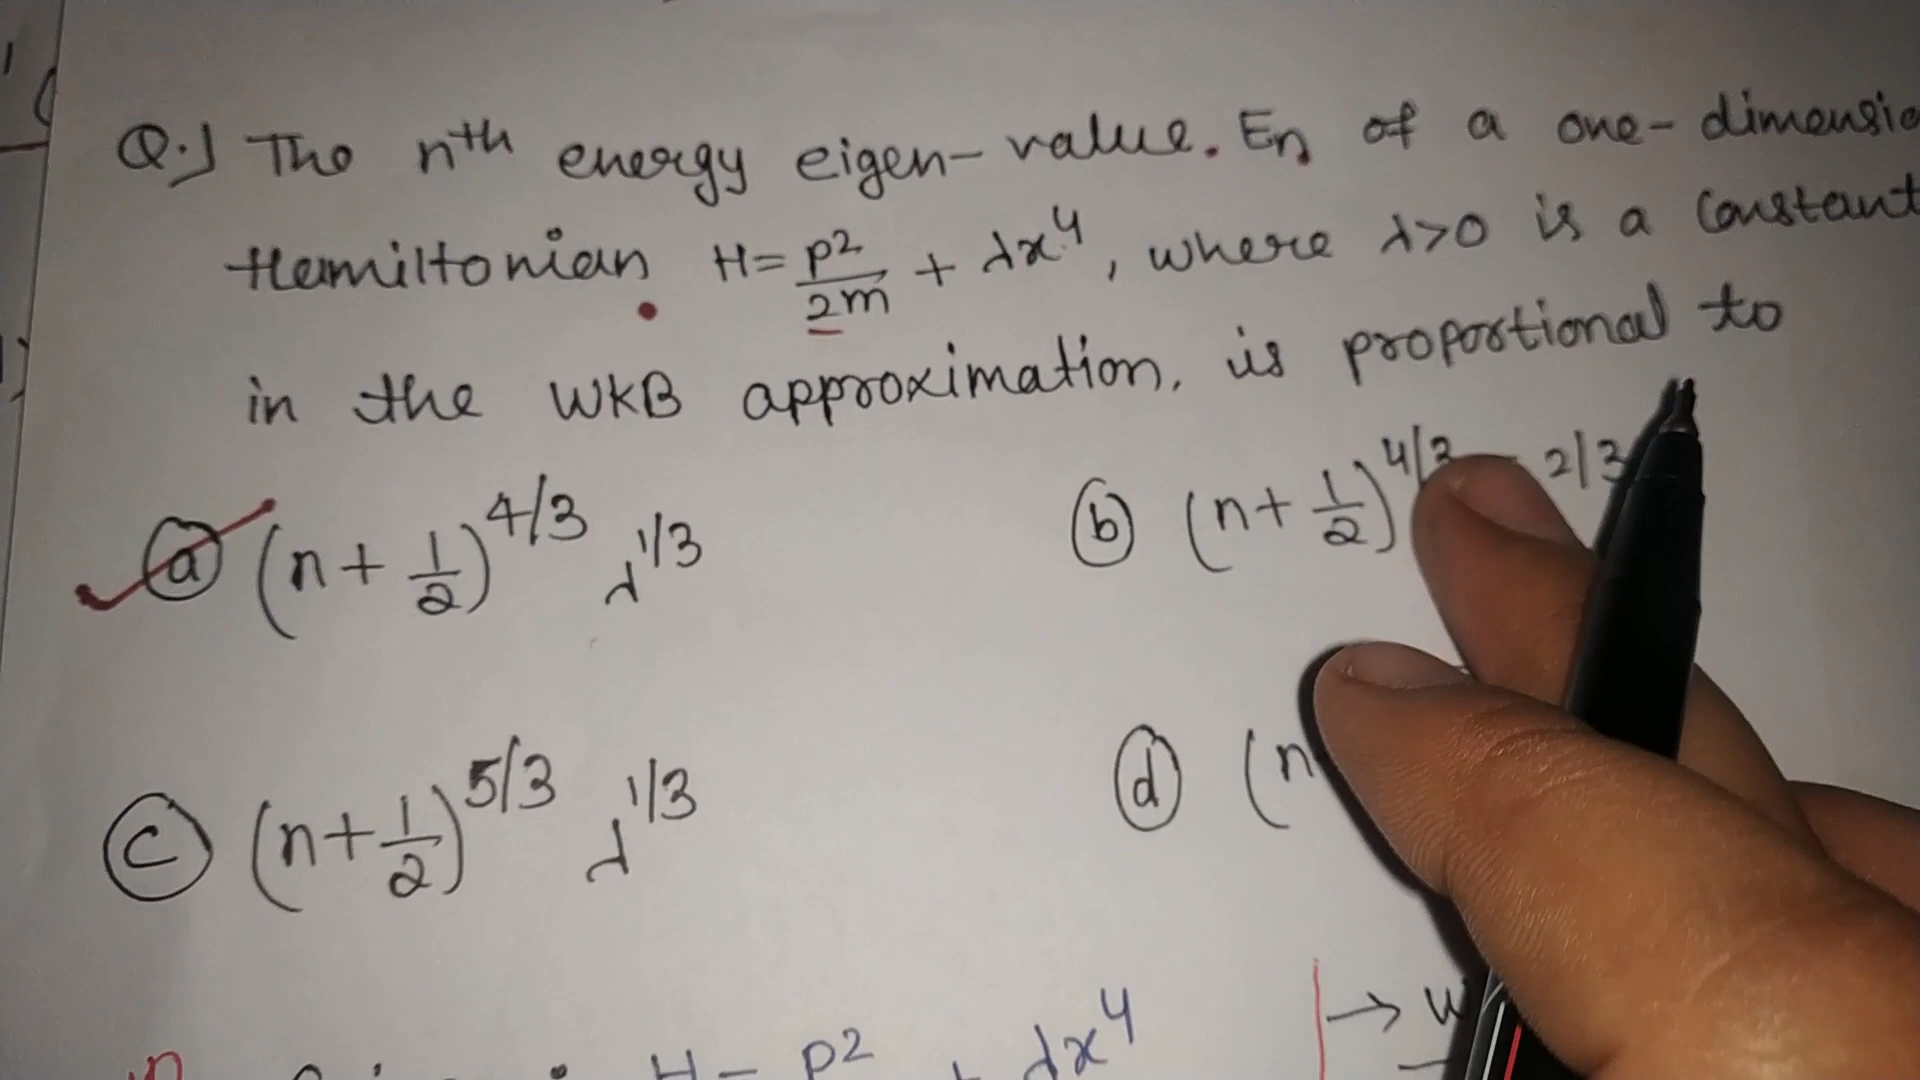 Q.) The nth energy eigen-value. En of a one-dimensio
Hamiltonian H = p²/2m + λx⁴, where λ>0 is a constant
in the WKB approximation, is proportional to
(a) (n + 1/2)^4/3 λ^1/3
(b) (n + 1/2)^4/3 2/3
(c) (n + 1/2)^5/3 λ^1/3
(d) (n
H = p² + λx⁴
→ W